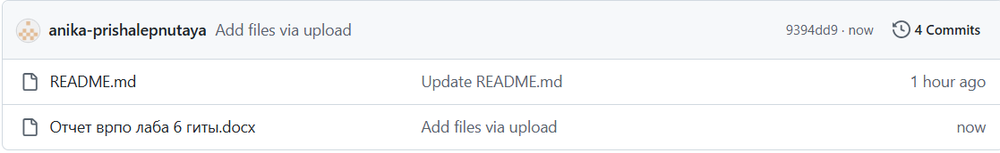 anika-prishalepnutaya Add files via upload 9394dd9 · now 4 Commits
README.md Update README.md 1 hour ago
Отчет врпо лаба 6 гиты.docx Add files via upload now